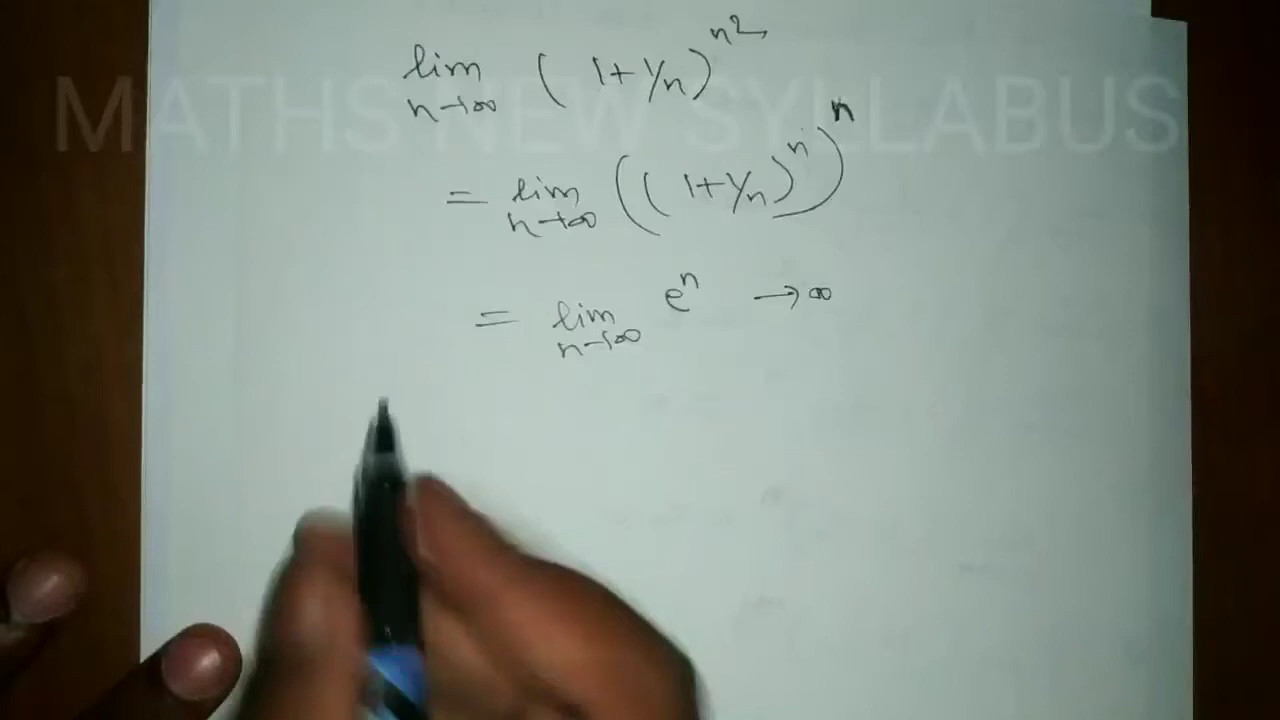 lim n→∞ (1+1/n)^n²
MATHS NEW SYLLABUS
= lim n→∞ ((1+1/n)^n)^n
= lim n→∞ e^n → ∞